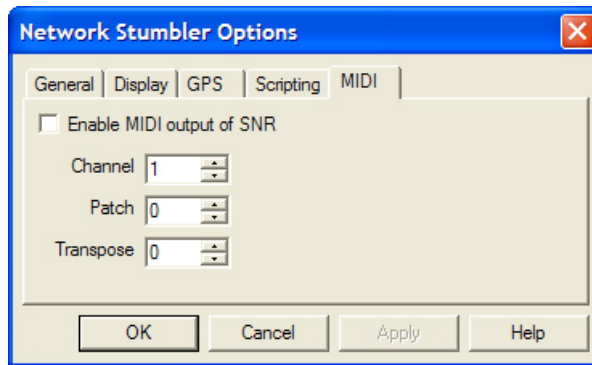 Network Stumbler Options
General Display GPS Scripting MIDI
Enable MIDI output of SNR
Channel 1
Patch 0
Transpose 0
OK Cancel Apply Help